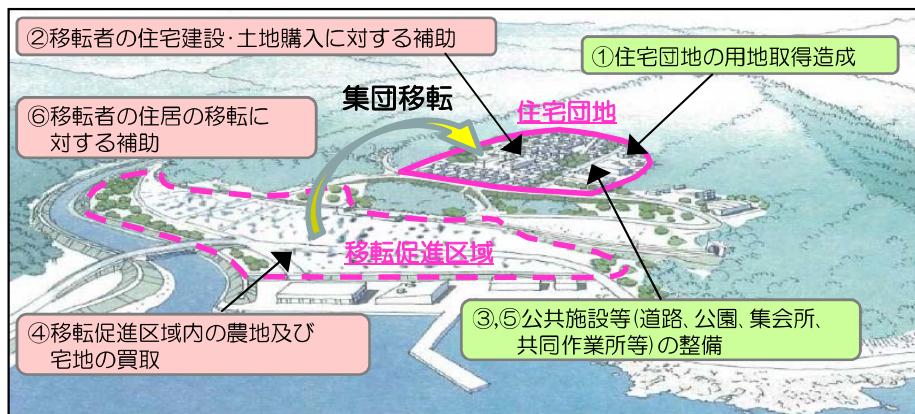 ②移転者の住宅建設･土地購入に対する補助
①住宅団地の用地取得造成
集団移転
住宅団地
⑥移転者の住居の移転に
対する補助
移転促進区域
④移転促進区域内の農地及び
宅地の買取
③,⑤公共施設等(道路、公園、集会所、
共同作業所等)の整備